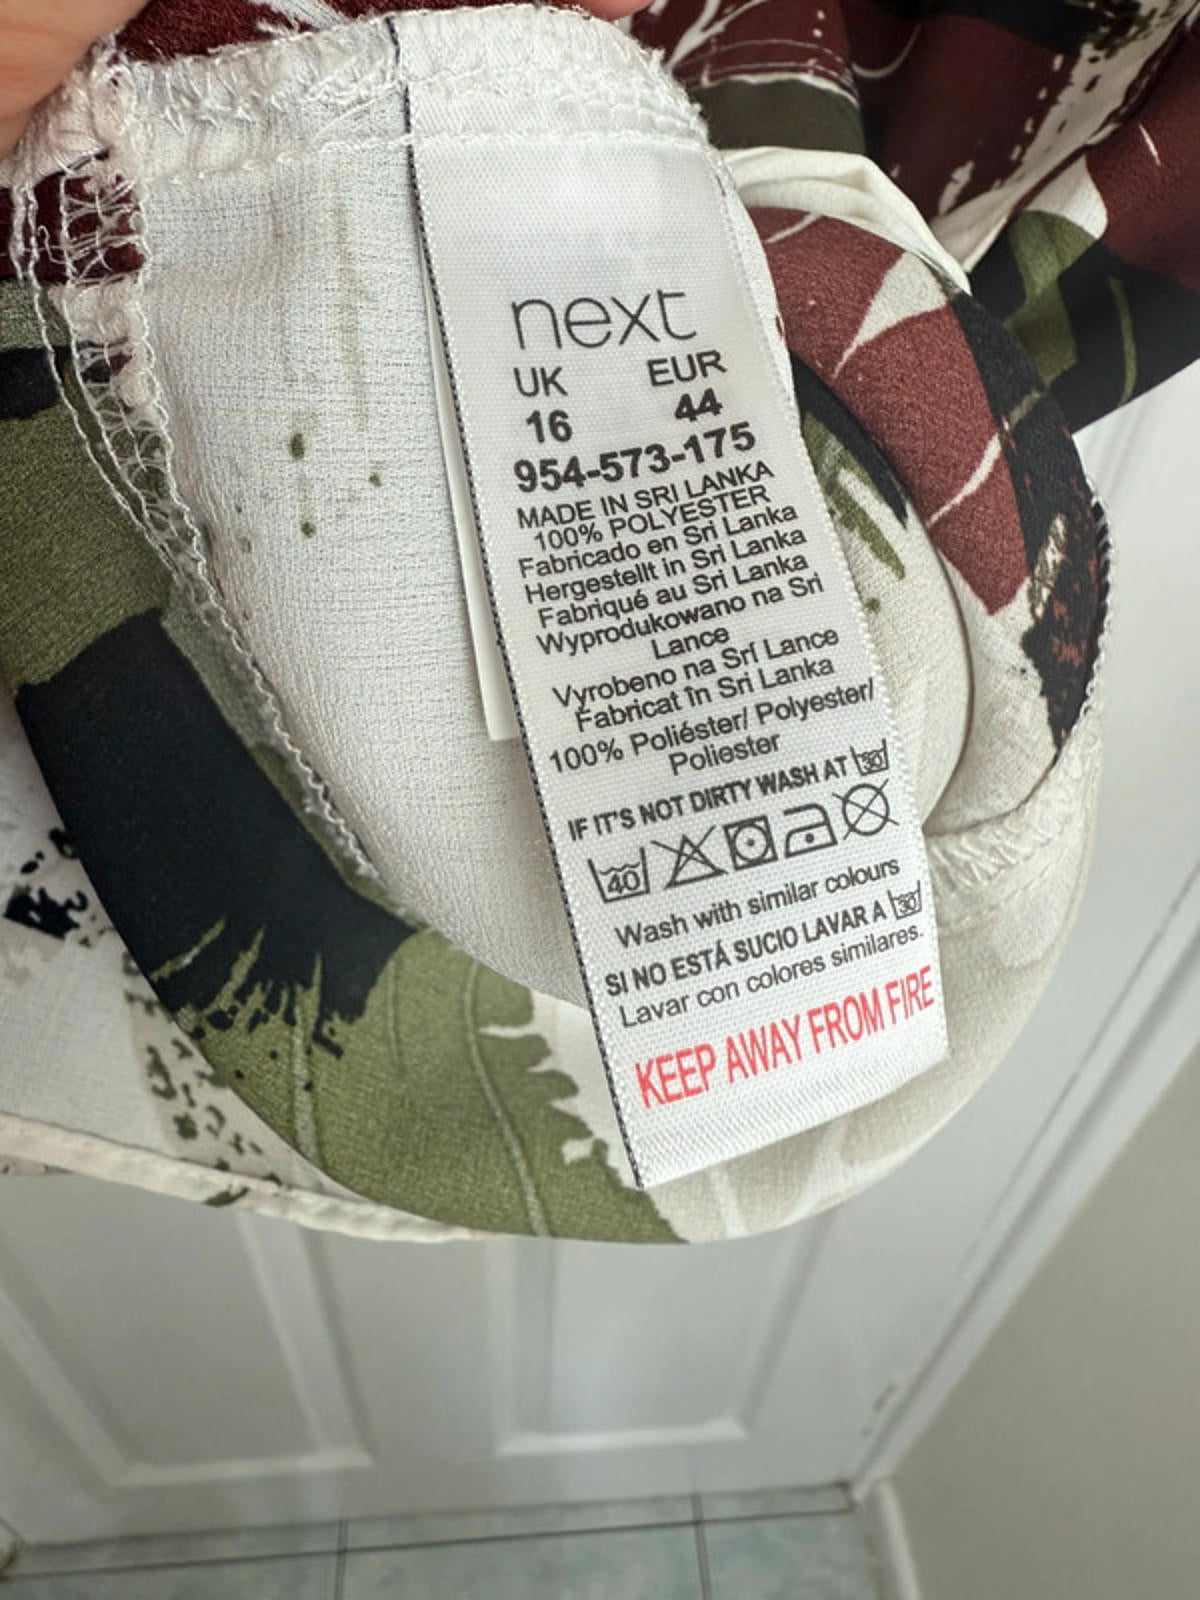 next
UK EUR
16 44
954-573-175
MADE IN SRI LANKA
100% POLYESTER
Fabricado en Sri Lanka
Hergestellt in Sri Lanka
Fabriqué au Sri Lanka
Wyprodukowano na Sri
Lance
Vyrobeno na Srí Lance
Fabricat în Sri Lanka
100% Poliéster/ Polyester/
Poliester
IF IT'S NOT DIRTY WASH AT 30
40
Wash with similar colours
SI NO ESTÁ SUCIO LAVAR A 30
Lavar con colores similares.
KEEP AWAY FROM FIRE